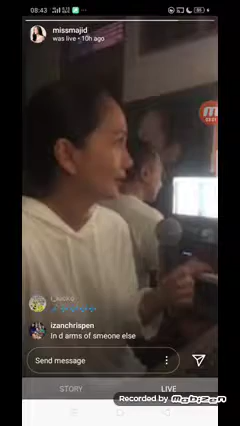 08:43
missmajid
was live • 10h ago
izanchrispen
In d arms of smeone else
Send message
STORY
LIVE
Recorded by mobizen